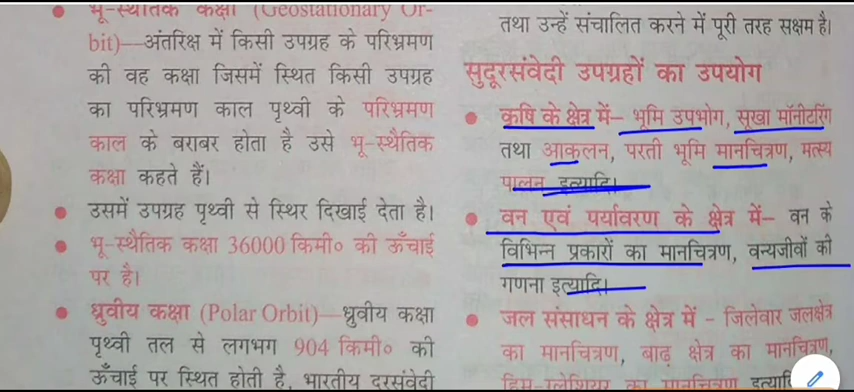 भू-स्थैतिक कक्षा (Geostationary Or-
bit)—अंतरिक्ष में किसी उपग्रह के परिभ्रमण
की वह कक्षा जिसमें स्थित किसी उपग्रह
का परिभ्रमण काल पृथ्वी के परिभ्रमण
काल के बराबर होता है उसे भू-स्थैतिक
कक्षा कहते हैं।
उसमें उपग्रह पृथ्वी से स्थिर दिखाई देता है।
भू-स्थैतिक कक्षा 36000 किमी० की ऊँचाई
पर है।
ध्रुवीय कक्षा (Polar Orbit)—ध्रुवीय कक्षा
पृथ्वी तल से लगभग 904 किमी० की
ऊँचाई पर स्थित होती है, भारतीय दूरसंवेदी
तथा उन्हें संचालित करने में पूरी तरह सक्षम है।
सुदूरसंवेदी उपग्रहों का उपयोग
कृषि के क्षेत्र में– भूमि उपभोग, सूखा मॉनीटरिंग
तथा आकलन, परती भूमि मानचित्रण, मत्स्य
पालन इत्यादि।
वन एवं पर्यावरण के क्षेत्र में– वन के
विभिन्न प्रकारों का मानचित्रण, वन्यजीवों की
गणना इत्यादि।
जल संसाधन के क्षेत्र में - जिलेवार जलक्षेत्र
का मानचित्रण, बाढ़ क्षेत्र का मानचित्रण,
हिम-ग्लेशियर का मानचित्रण